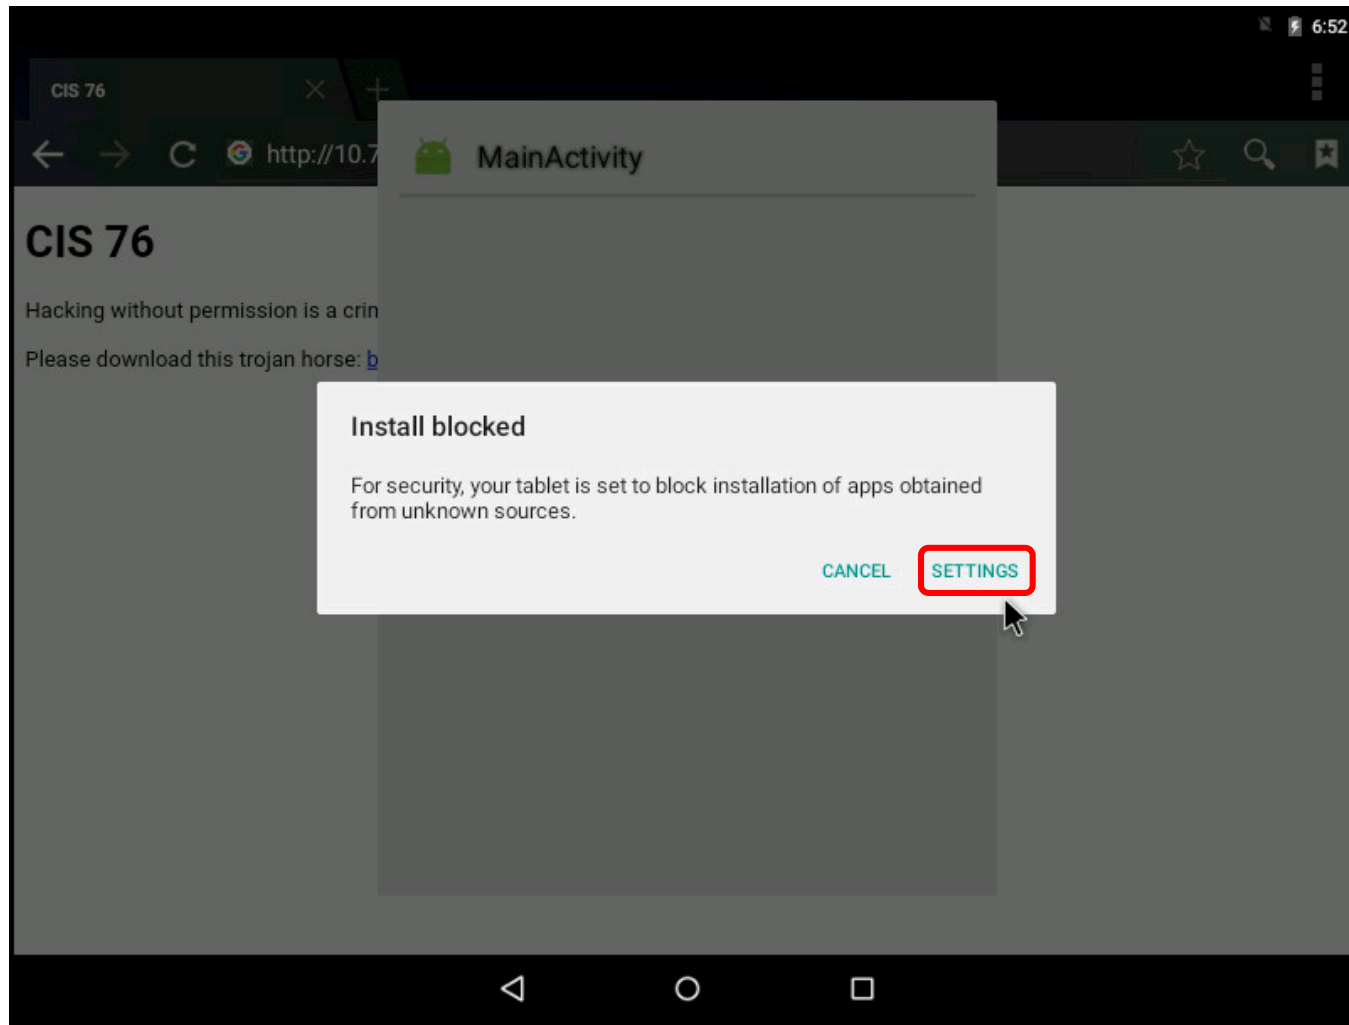 6:52
CIS 76
http://10.7
MainActivity
CIS 76
Hacking without permission is a crim
Please download this trojan horse: b
Install blocked
For security, your tablet is set to block installation of apps obtained
from unknown sources.
CANCEL SETTINGS